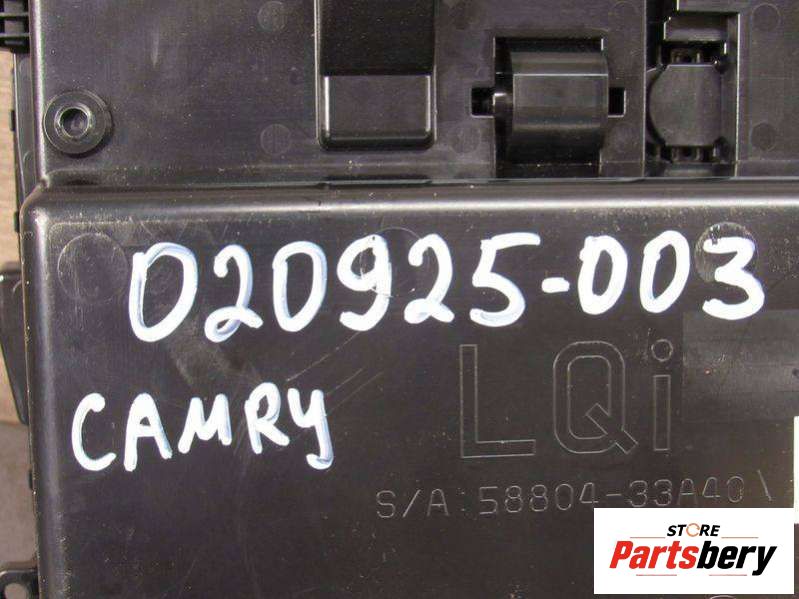 020925-003
LQi
CAMRY
S/A:58804-33A40\
STORE
Partsbery